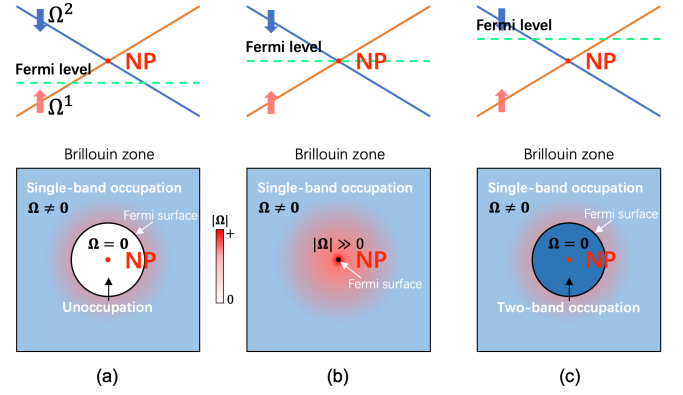 Ω²
Fermi level
NP
Ω¹
Brillouin zone
Single-band occupation
Ω ≠ 0
Fermi surface
Ω = 0
NP
Unoccupation
(a)
|Ω|
+
0
Fermi level
NP
Brillouin zone
Single-band occupation
Ω ≠ 0
|Ω| ≫ 0
NP
Fermi surface
(b)
Fermi level
NP
Brillouin zone
Single-band occupation
Ω ≠ 0
Fermi surface
Ω = 0
NP
Two-band occupation
(c)